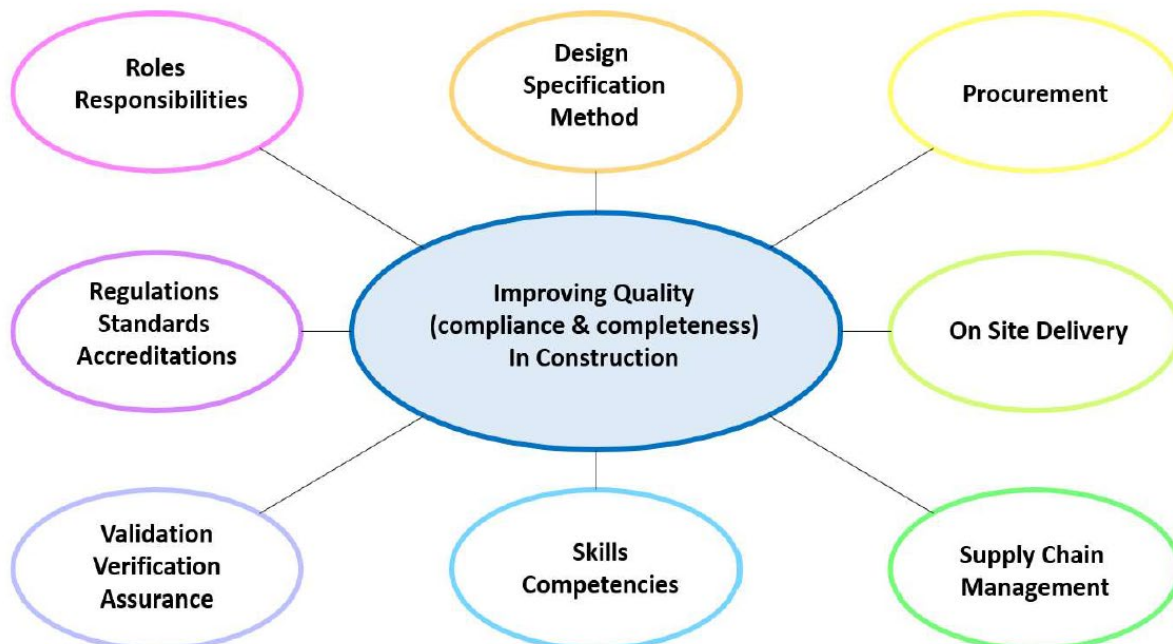 Roles
Responsibilities
Design
Specification
Method
Procurement
Regulations
Standards
Accreditations
Improving Quality
(compliance & completeness)
In Construction
On Site Delivery
Validation
Verification
Assurance
Skills
Competencies
Supply Chain
Management